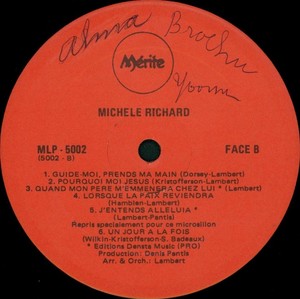 Alma Brochu
Mérite
Yvonne
MICHELE RICHARD
MLP - 5002
(5002 - B)
FACE B
1. GUIDE-MOI, PRENDS MA MAIN (Dorsey-Lambert)
2. POURQUOI MOI JESUS (Kristofferson-Lambert)
3. QUAND MON PERE M'EMMENERA CHEZ LUI * (Lambert)
4. LORSQUE LA PAIX REVIENDRA
(Hamblen-Lambert)
5. J'ENTENDS ALLELUIA *
(Lambert-Pantis)
Repris specialement pour ce microsillon
6. UN JOUR A LA FOIS
(Wilkin-Kristofferson-S. Badeaux)
* Editions Densta Music (PRO)
Production: Denis Pantis
Arr. & Orch.: Lambert